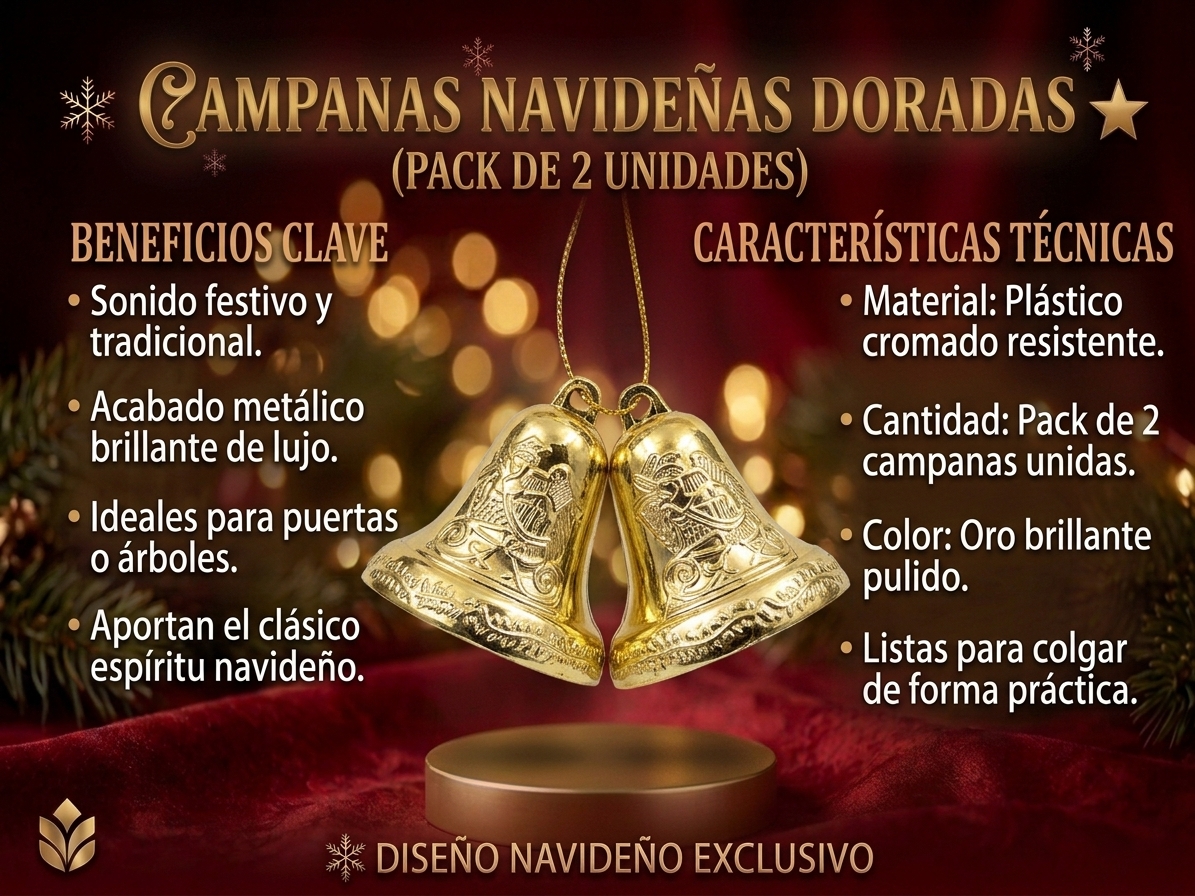 CAMPANAS NAVIDEÑAS DORADAS
(PACK DE 2 UNIDADES)
BENEFICIOS CLAVE
• Sonido festivo y
tradicional.
• Acabado metálico
brillante de lujo.
• Ideales para puertas
o árboles.
• Aportan el clásico
espíritu navideño.
CARACTERÍSTICAS TÉCNICAS
• Material: Plástico
cromado resistente.
• Cantidad: Pack de 2
campanas unidas.
• Color: Oro brillante
pulido.
• Listas para colgar
de forma práctica.
DISEÑO NAVIDEÑO EXCLUSIVO